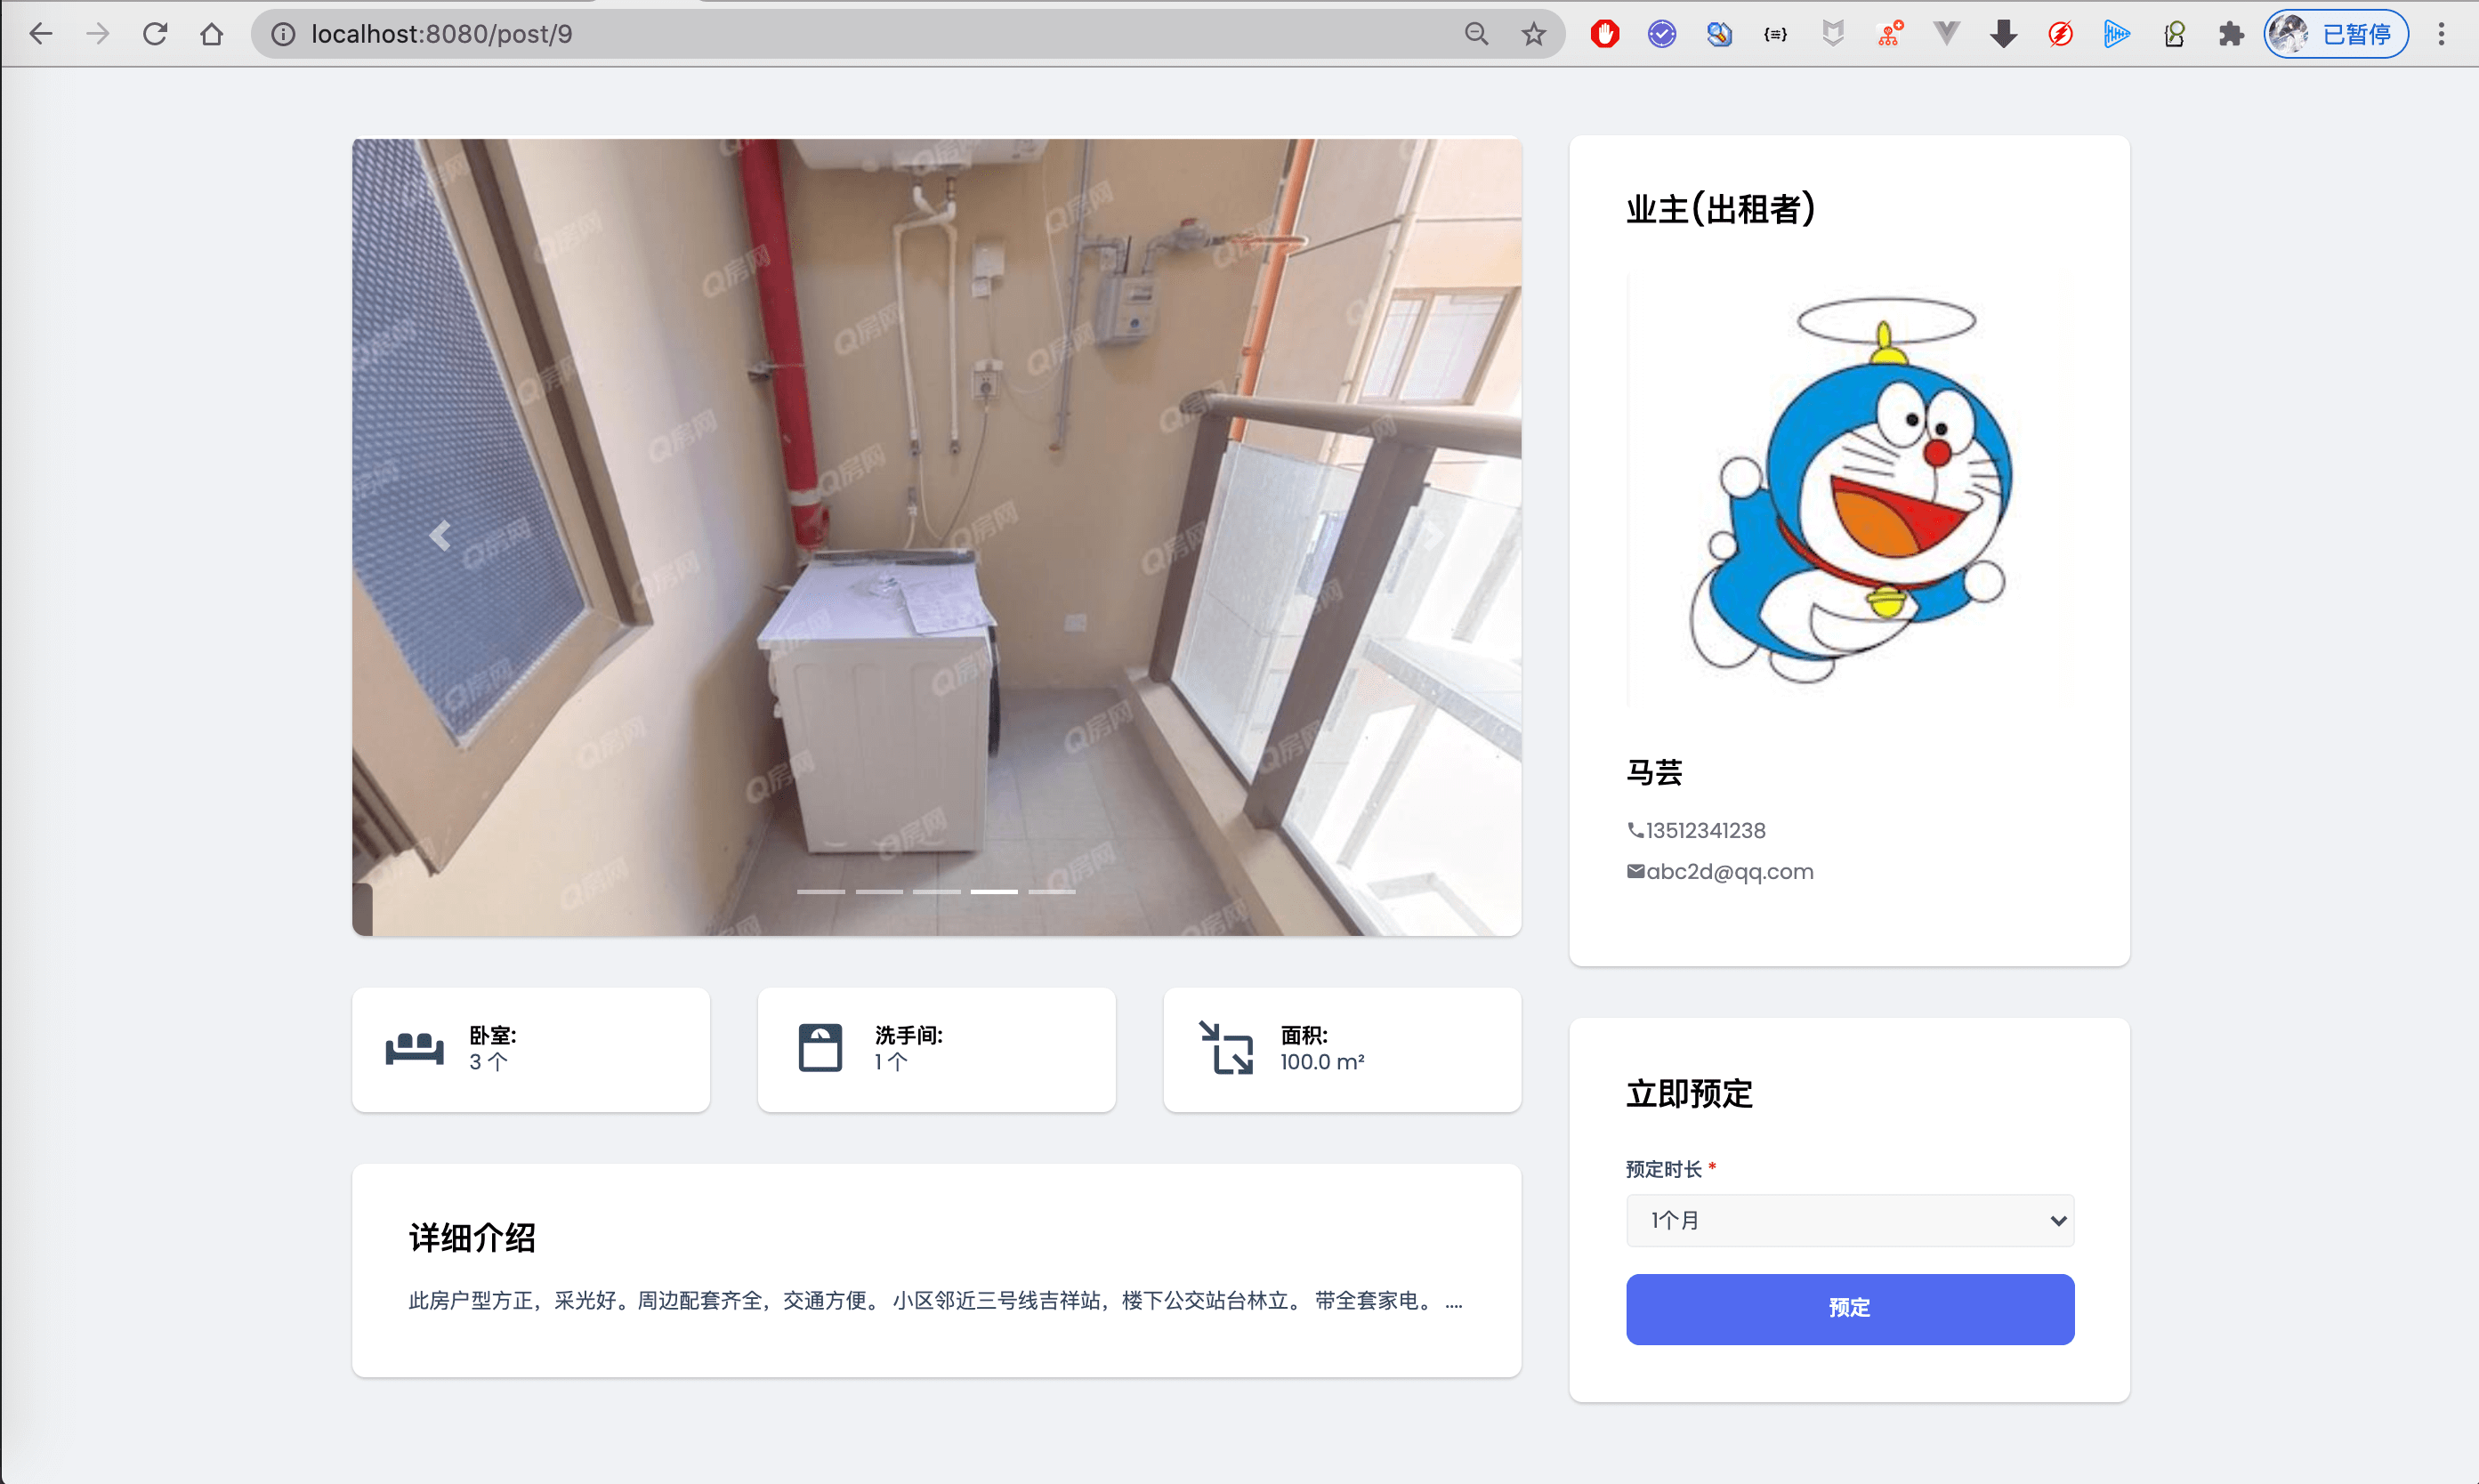 localhost:8080/post/9
已暂停
Q房网
业主(出租者)
马芸
13512341238
abc2d@qq.com
卧室:
3 个
洗手间:
1 个
面积:
100.0 m²
详细介绍
此房户型方正，采光好。周边配套齐全，交通方便。 小区邻近三号线吉祥站，楼下公交站台林立。 带全套家电。 ....
立即预定
预定时长 *
1个月
预定